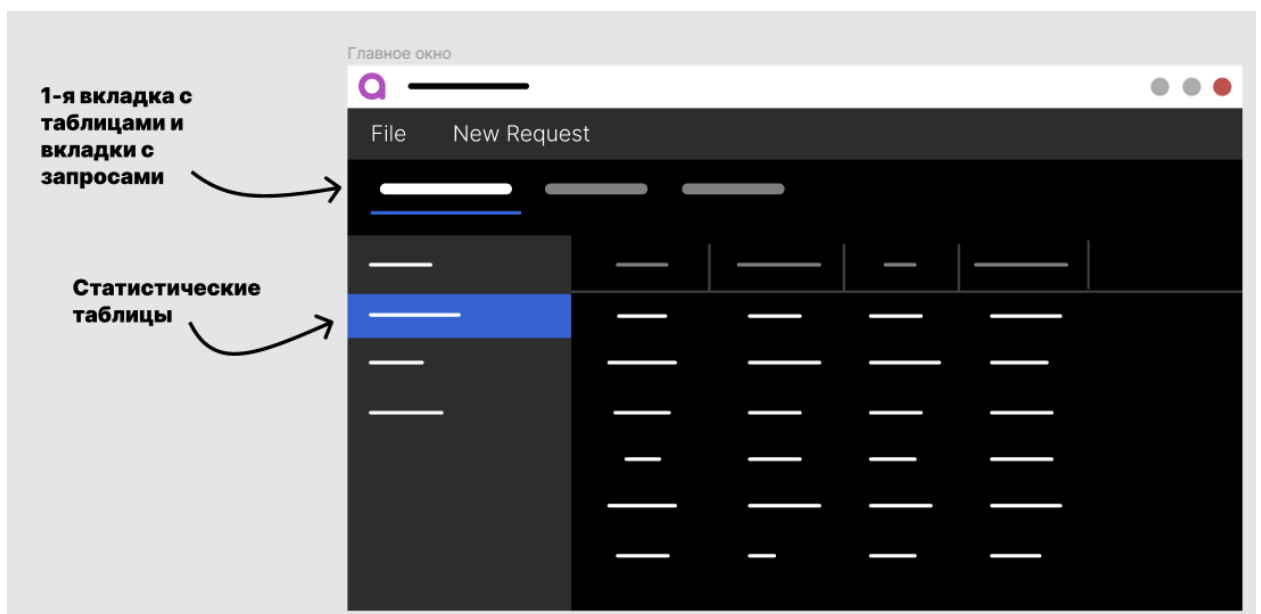 Главное окно
1-я вкладка с
таблицами и
вкладки с
запросами
File New Request
Статистические
таблицы